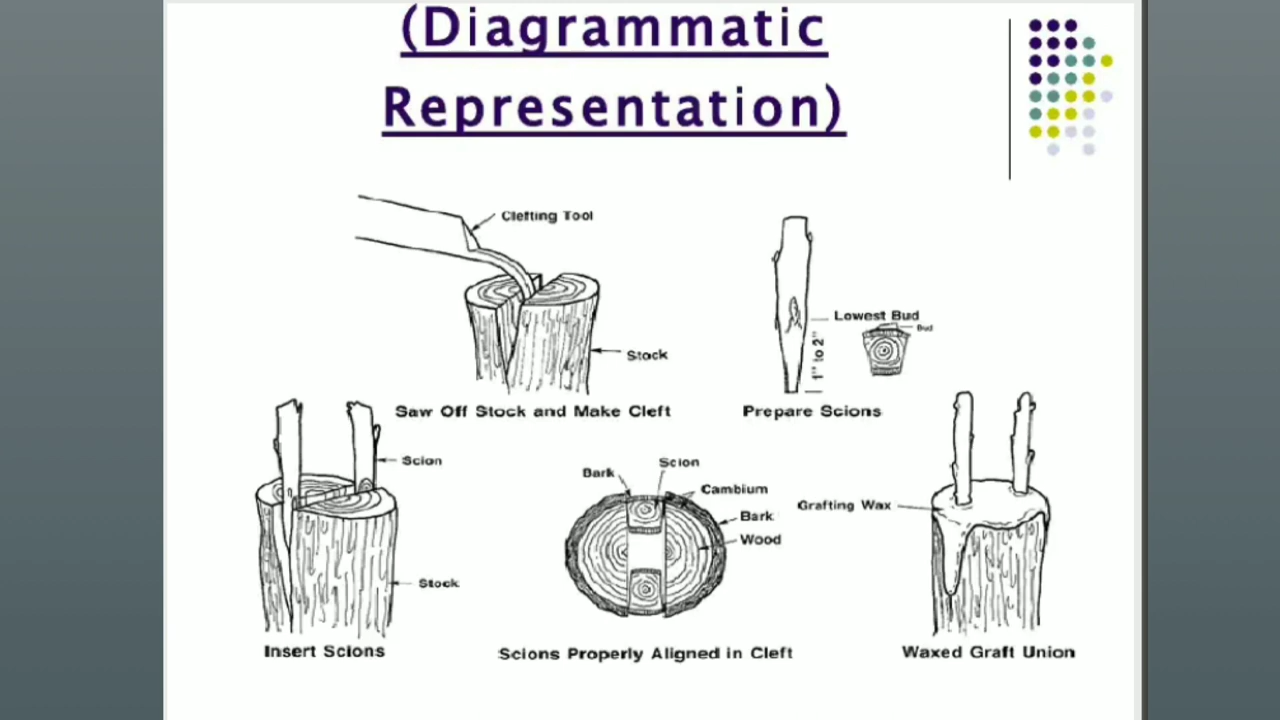 (Diagrammatic
Representation)
Clefting Tool
Stock
Saw Off Stock and Make Cleft
Lowest Bud
Bud
1" to 2"
Prepare Scions
Scion
Stock
Insert Scions
Bark
Scion
Cambium
Bark
Wood
Scions Properly Aligned in Cleft
Grafting Wax
Waxed Graft Union